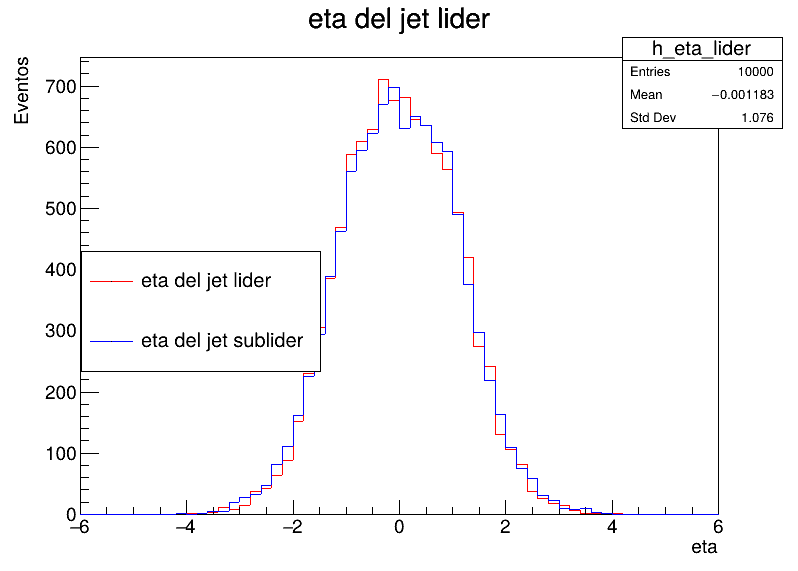 eta del jet lider
h_eta_lider
Entries 10000
Mean −0.001183
Std Dev 1.076
Eventos
700
600
500
400
300
200
100
0
eta del jet lider
eta del jet sublider
−6 −4 −2 0 2 4 6
eta